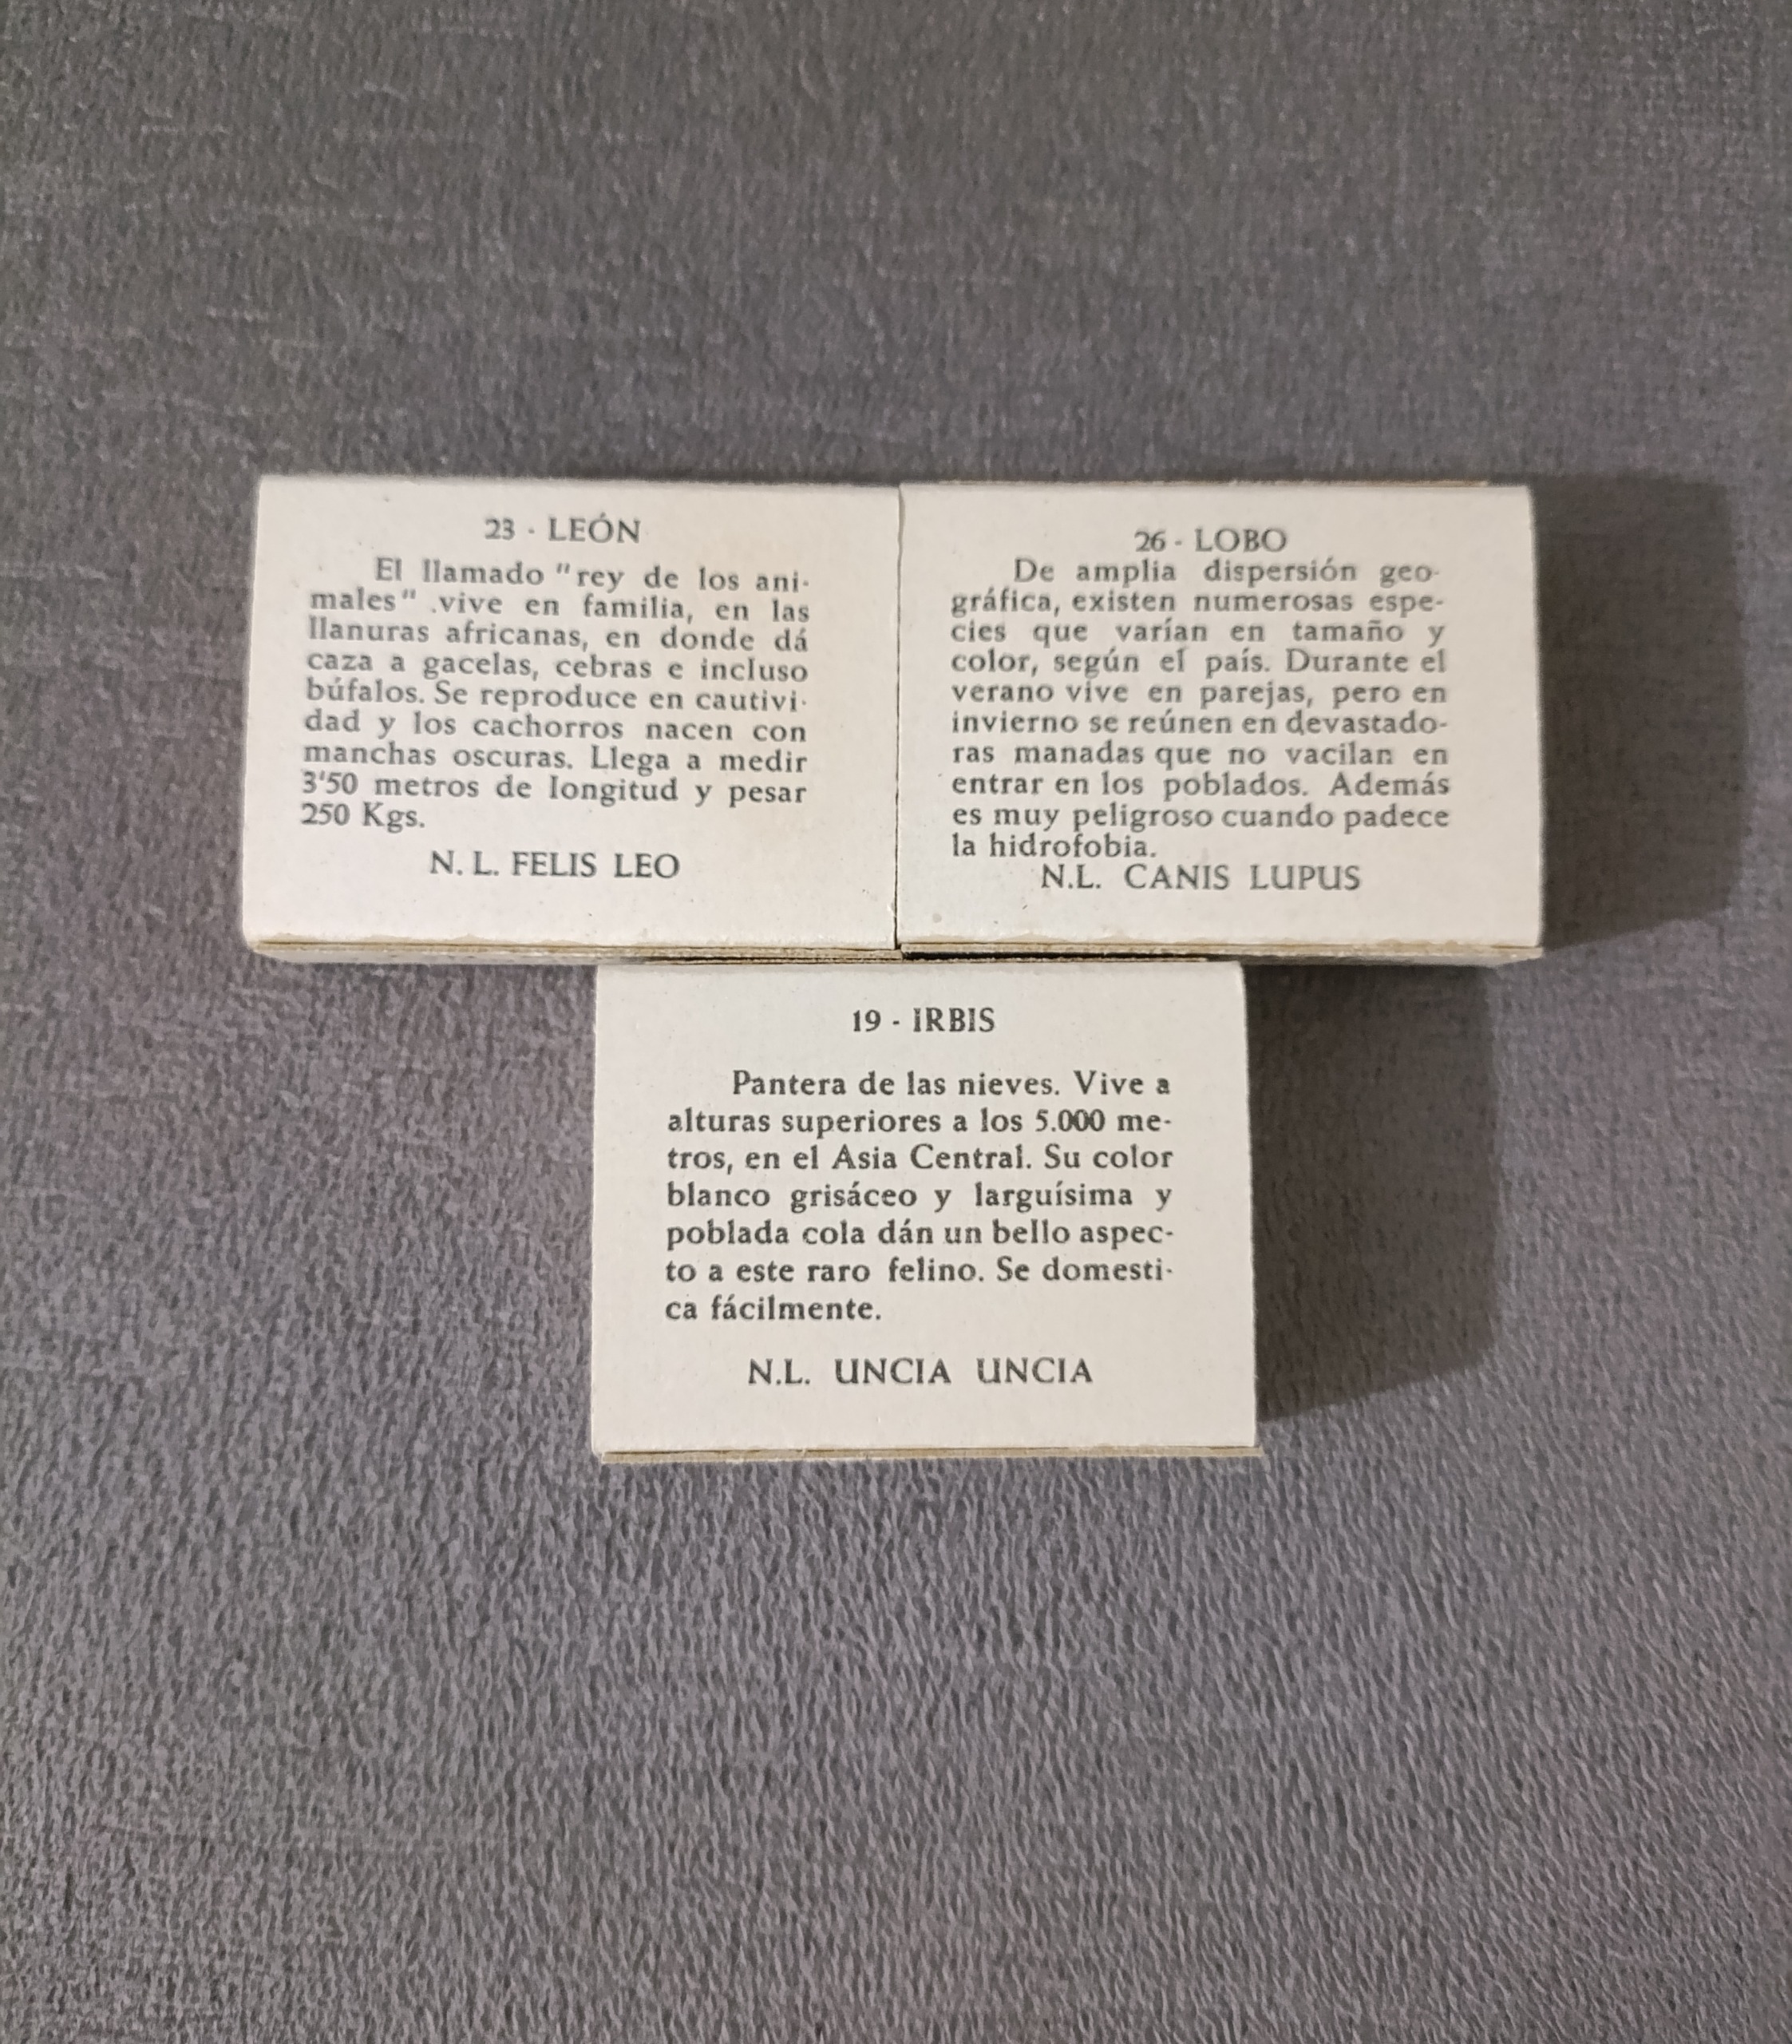 23 - LEÓN
El llamado "rey de los ani-
males" .vive en familia, en las
llanuras africanas, en donde dá
caza a gacelas, cebras e incluso
búfalos. Se reproduce en cautivi-
dad y los cachorros nacen con
manchas oscuras. Llega a medir
3'50 metros de longitud y pesar
250 Kgs.
N. L. FELIS LEO
26 - LOBO
De amplia dispersión geo-
gráfica, existen numerosas espe-
cies que varían en tamaño y
color, según el país. Durante el
verano vive en parejas, pero en
invierno se reúnen en devastado-
ras manadas que no vacilan en
entrar en los poblados. Además
es muy peligroso cuando padece
la hidrofobia.
N.L. CANIS LUPUS
19 - IRBIS
Pantera de las nieves. Vive a
alturas superiores a los 5.000 me-
tros, en el Asia Central. Su color
blanco grisáceo y larguísima y
poblada cola dán un bello aspec-
to a este raro felino. Se domesti-
ca fácilmente.
N.L. UNCIA UNCIA